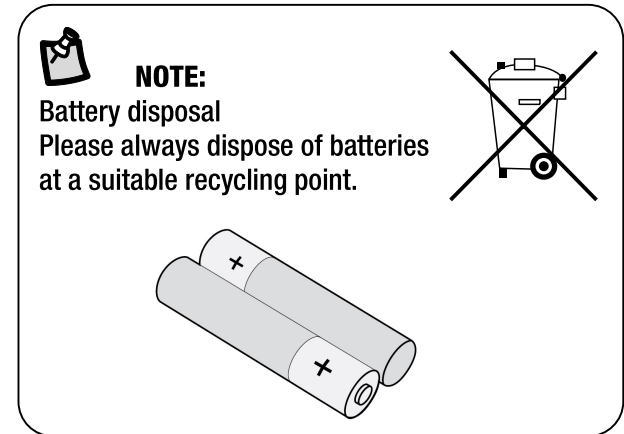 NOTE:
Battery disposal
Please always dispose of batteries
at a suitable recycling point.
+
+